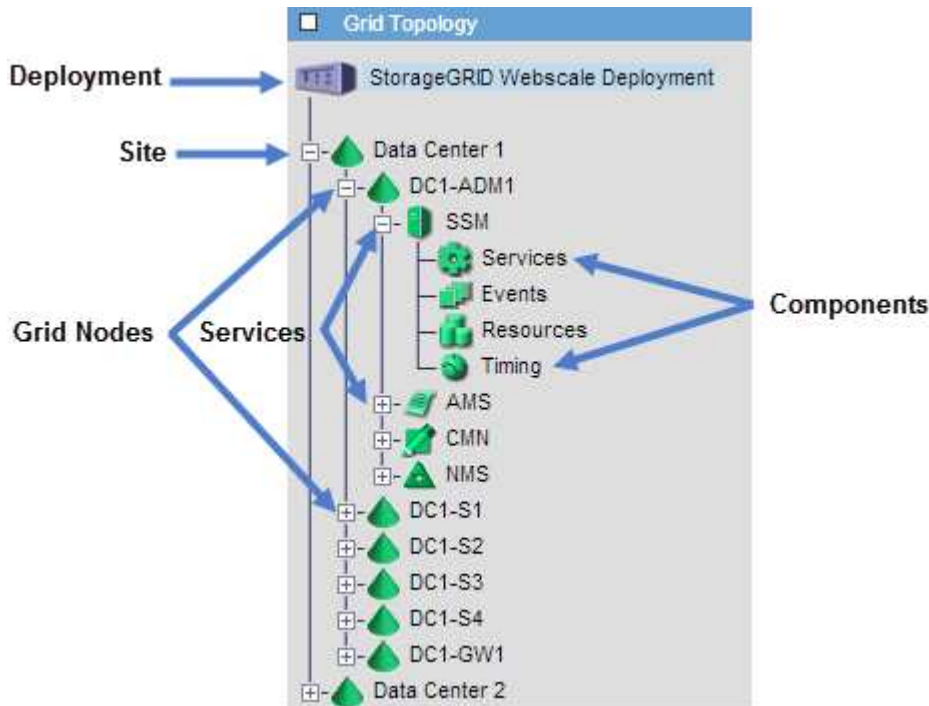 Grid Topology
Deployment
StorageGRID Webscale Deployment
Site
Data Center 1
DC1-ADM1
SSM
Services
Events
Components
Grid Nodes
Services
Resources
Timing
AMS
CMN
NMS
DC1-S1
DC1-S2
DC1-S3
DC1-S4
DC1-GW1
Data Center 2